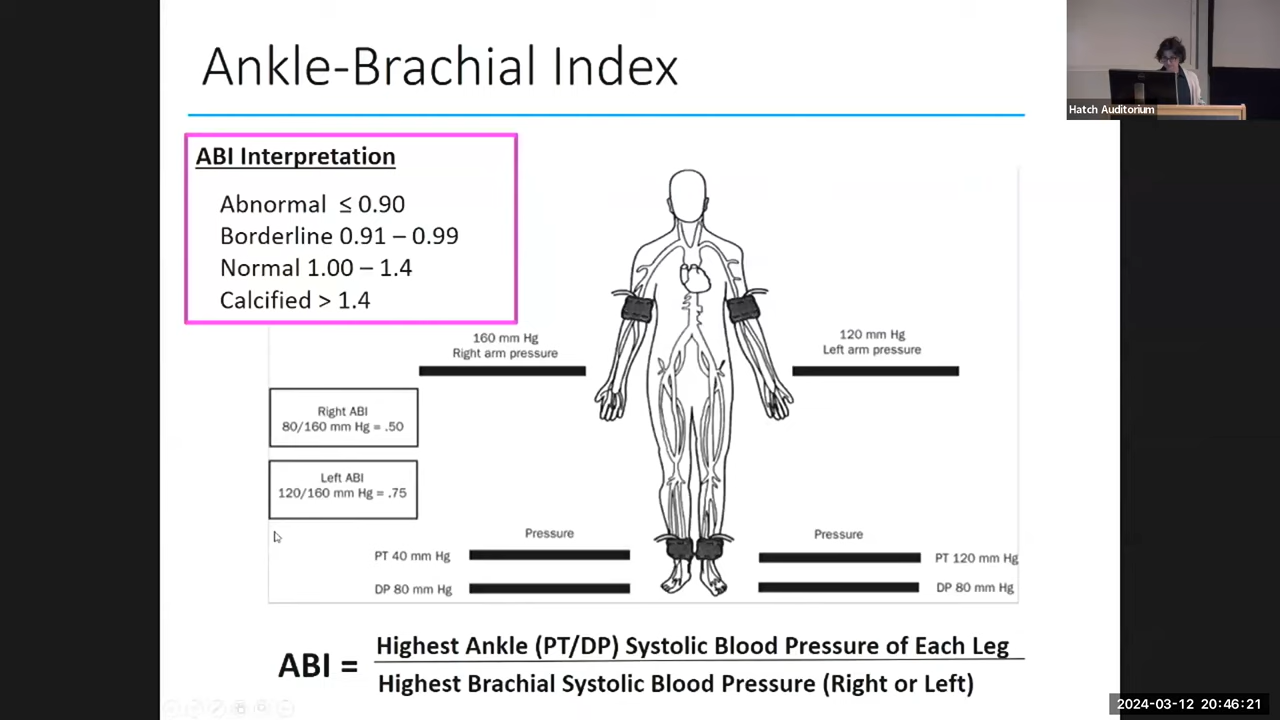 Ankle-Brachial Index
Hatch Auditorium
ABI Interpretation
Abnormal ≤ 0.90
Borderline 0.91 – 0.99
Normal 1.00 – 1.4
Calcified > 1.4
160 mm Hg
Right arm pressure
120 mm Hg
Left arm pressure
Right ABI
80/160 mm Hg = .50
Left ABI
120/160 mm Hg = .75
Pressure
PT 40 mm Hg
DP 80 mm Hg
Pressure
PT 120 mm Hg
DP 80 mm Hg
ABI =
Highest Ankle (PT/DP) Systolic Blood Pressure of Each Leg
Highest Brachial Systolic Blood Pressure (Right or Left)
2024-03-12 20:46:21